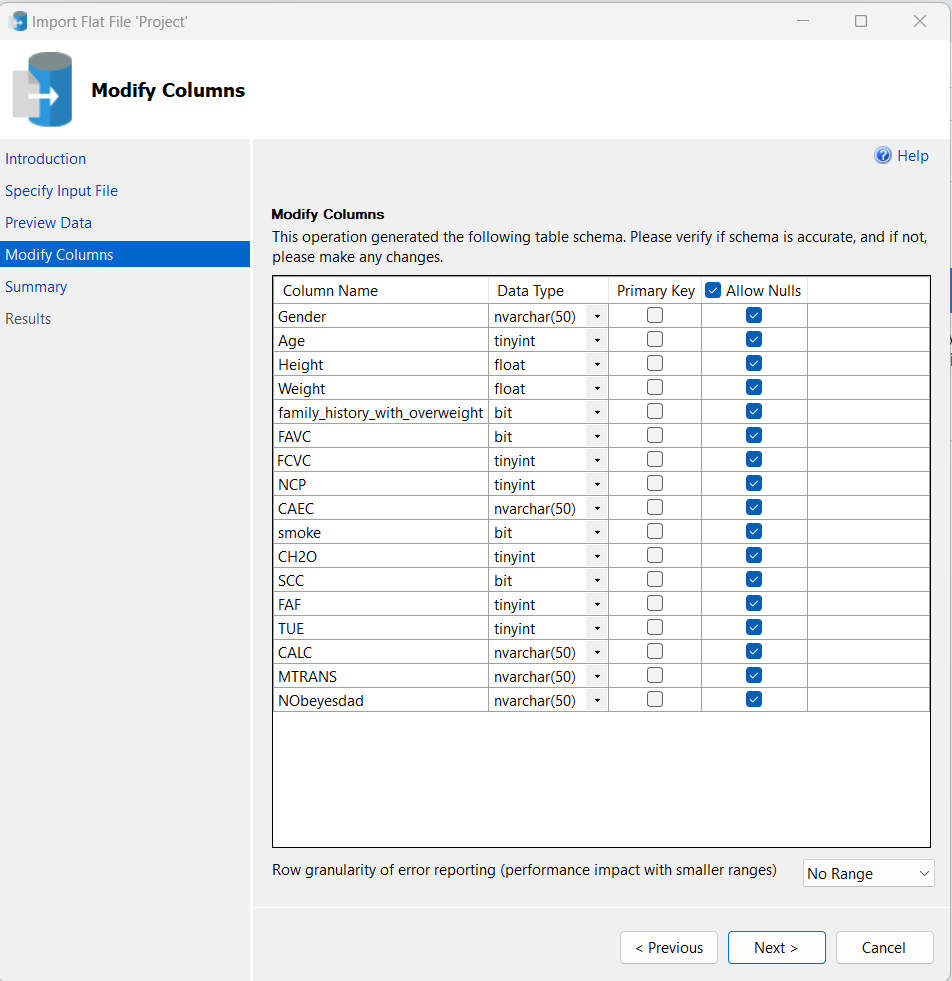 Import Flat File 'Project'
Modify Columns
Introduction
Specify Input File
Preview Data
Modify Columns
Summary
Results
Help
Modify Columns
This operation generated the following table schema. Please verify if schema is accurate, and if not,
please make any changes.
Column Name Data Type Primary Key Allow Nulls
Gender nvarchar(50)
Age tinyint
Height float
Weight float
family_history_with_overweight bit
FAVC bit
FCVC tinyint
NCP tinyint
CAEC nvarchar(50)
smoke bit
CH2O tinyint
SCC bit
FAF tinyint
TUE tinyint
CALC nvarchar(50)
MTRANS nvarchar(50)
NObeyesdad nvarchar(50)
Row granularity of error reporting (performance impact with smaller ranges) No Range
< Previous Next > Cancel